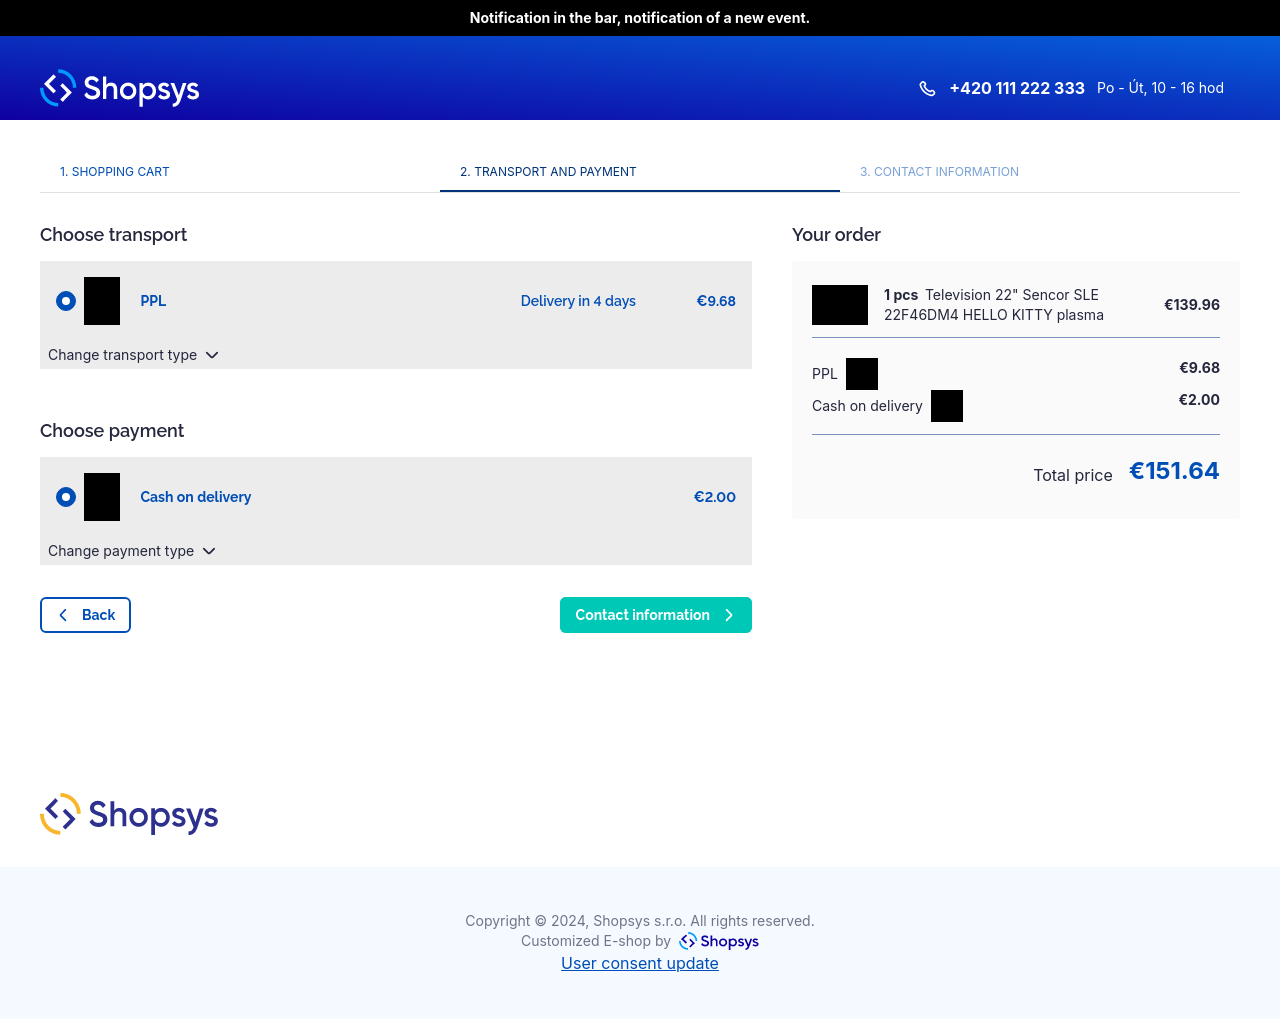 Notification in the bar, notification of a new event.
Shopsys
+420 111 222 333 Po - Út, 10 - 16 hod
1. SHOPPING CART
2. TRANSPORT AND PAYMENT
3. CONTACT INFORMATION
Choose transport
PPL Delivery in 4 days €9.68
Change transport type
Choose payment
Cash on delivery €2.00
Change payment type
Back
Contact information
Your order
1 pcs Television 22" Sencor SLE
22F46DM4 HELLO KITTY plasma
€139.96
PPL €9.68
Cash on delivery €2.00
Total price €151.64
Shopsys
Copyright © 2024, Shopsys s.r.o. All rights reserved.
Customized E-shop by Shopsys
User consent update